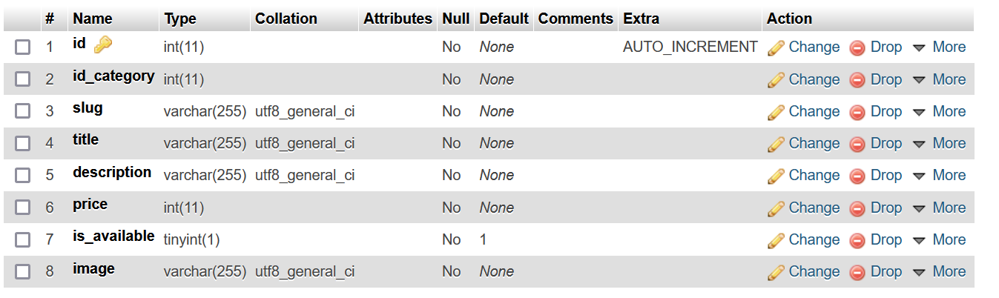 # Name Type Collation Attributes Null Default Comments Extra Action
1 id int(11) No None AUTO_INCREMENT Change Drop More
2 id_category int(11) No None Change Drop More
3 slug varchar(255) utf8_general_ci No None Change Drop More
4 title varchar(255) utf8_general_ci No None Change Drop More
5 description varchar(255) utf8_general_ci No None Change Drop More
6 price int(11) No None Change Drop More
7 is_available tinyint(1) No 1 Change Drop More
8 image varchar(255) utf8_general_ci No None Change Drop More